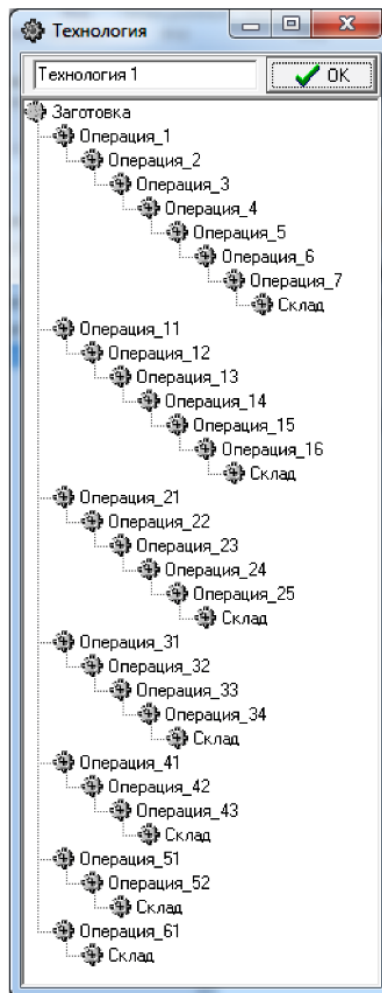 Технология
Технология 1
OK
Заготовка
Операция_1
Операция_2
Операция_3
Операция_4
Операция_5
Операция_6
Операция_7
Склад
Операция_11
Операция_12
Операция_13
Операция_14
Операция_15
Операция_16
Склад
Операция_21
Операция_22
Операция_23
Операция_24
Операция_25
Склад
Операция_31
Операция_32
Операция_33
Операция_34
Склад
Операция_41
Операция_42
Операция_43
Склад
Операция_51
Операция_52
Склад
Операция_61
Склад